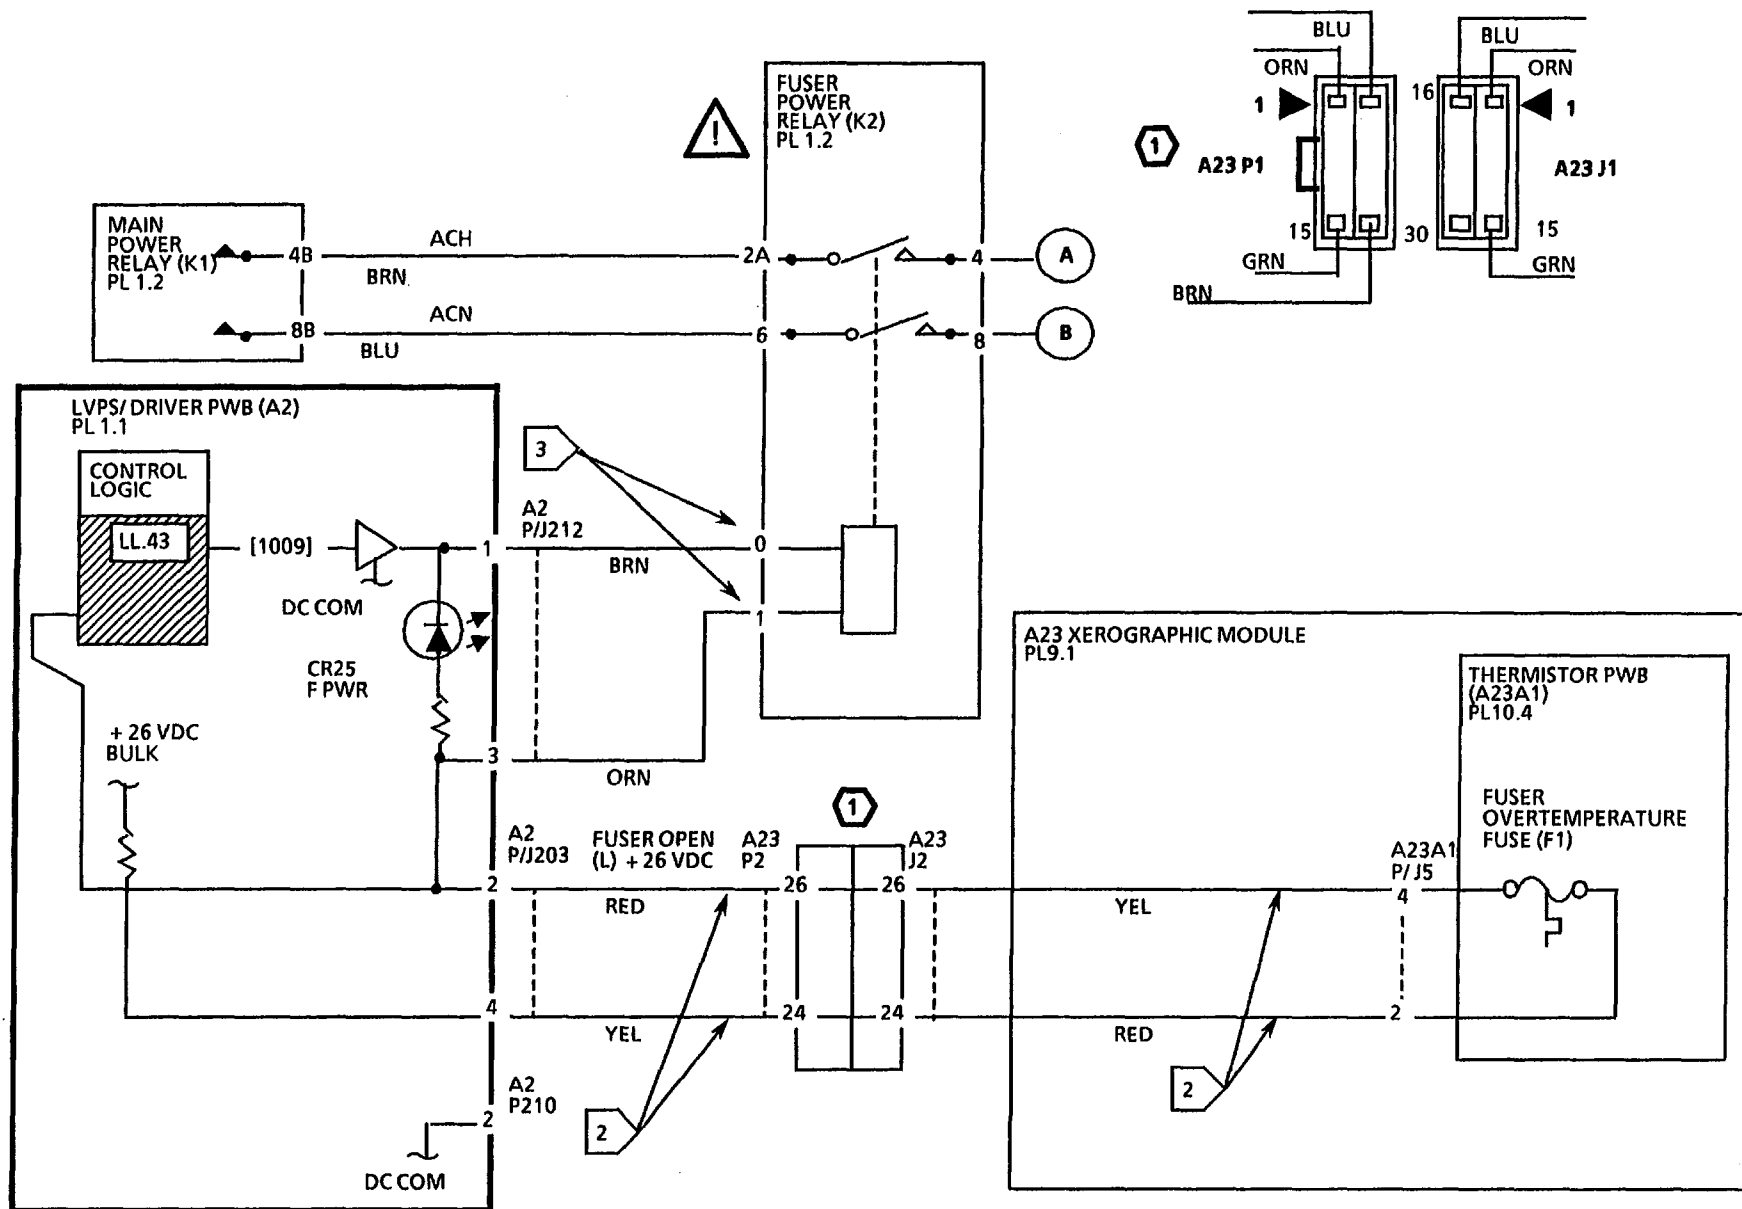 BLU
ORN
1
16
BLU
ORN
1
1
A23 P1
A23 J1
15
30
15
GRN
GRN
BRN
FUSER
POWER
RELAY (K2)
PL 1.2
!
MAIN
POWER
RELAY (K1)
PL 1.2
4B
ACH
BRN
2A
4
A
8B
ACN
BLU
6
8
B
LVPS/ DRIVER PWB (A2)
PL 1.1
CONTROL
LOGIC
LL.43
[1009]
DC COM
1
A2
P/J212
BRN
0
3
1
CR25
F PWR
+ 26 VDC
BULK
3
ORN
A23 XEROGRAPHIC MODULE
PL9.1
THERMISTOR PWB
(A23A1)
PL10.4
FUSER
OVERTEMPERATURE
FUSE (F1)
1
A2
P/J203
FUSER OPEN
(L) + 26 VDC
A23
P2
A23
J2
A23A1
P/ J5
2
RED
26
26
YEL
4
4
YEL
24
24
RED
2
2
2
A2
P210
2
DC COM